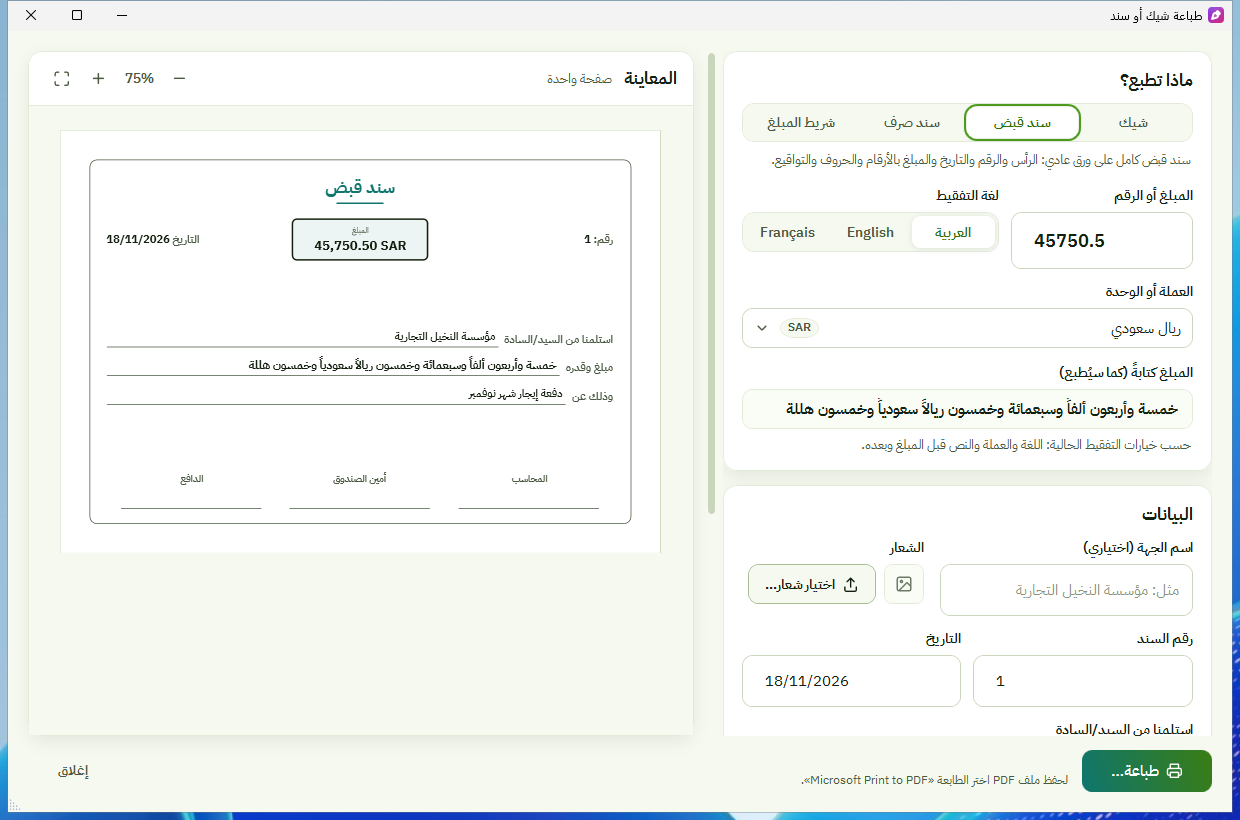 طباعة شيك أو سند
ماذا تطبع؟
شيك
سند قبض
سند صرف
شريط المبلغ
سند قبض كامل على ورق عادي: الرأس والرقم والتاريخ والمبلغ بالأرقام والحروف والتواقيع.
المبلغ أو الرقم
لغة التفقيط
45750.5
العربية
English
Français
العملة أو الوحدة
ريال سعودي
SAR
المبلغ كتابةً (كما سيُطبع)
خمسة وأربعون ألفاً وسبعمائة وخمسون ريالاً سعودياً وخمسون هللة
حسب خيارات التفقيط الحالية: اللغة والعملة والنص قبل المبلغ وبعده.
البيانات
اسم الجهة (اختياري)
الشعار
مثل: مؤسسة النخيل التجارية
اختيار شعار...
رقم السند
التاريخ
1
18/11/2026
استلمنا من السيد/السادة
المعاينة
صفحة واحدة
75%
سند قبض
رقم: 1
المبلغ
45,750.50 SAR
التاريخ 18/11/2026
استلمنا من السيد/السادة مؤسسة النخيل التجارية
مبلغ وقدره خمسة وأربعون ألفاً وسبعمائة وخمسون ريالاً سعودياً وخمسون هللة
وذلك عن دفعة إيجار شهر نوفمبر
المحاسب
أمين الصندوق
الدافع
طباعة...
لحفظ ملف PDF اختر الطابعة «Microsoft Print to PDF».
إغلاق